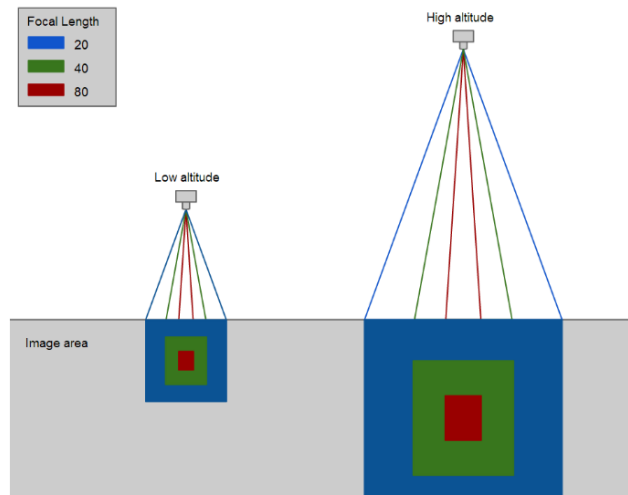 Focal Length
20
40
80
High altitude
Low altitude
Image area